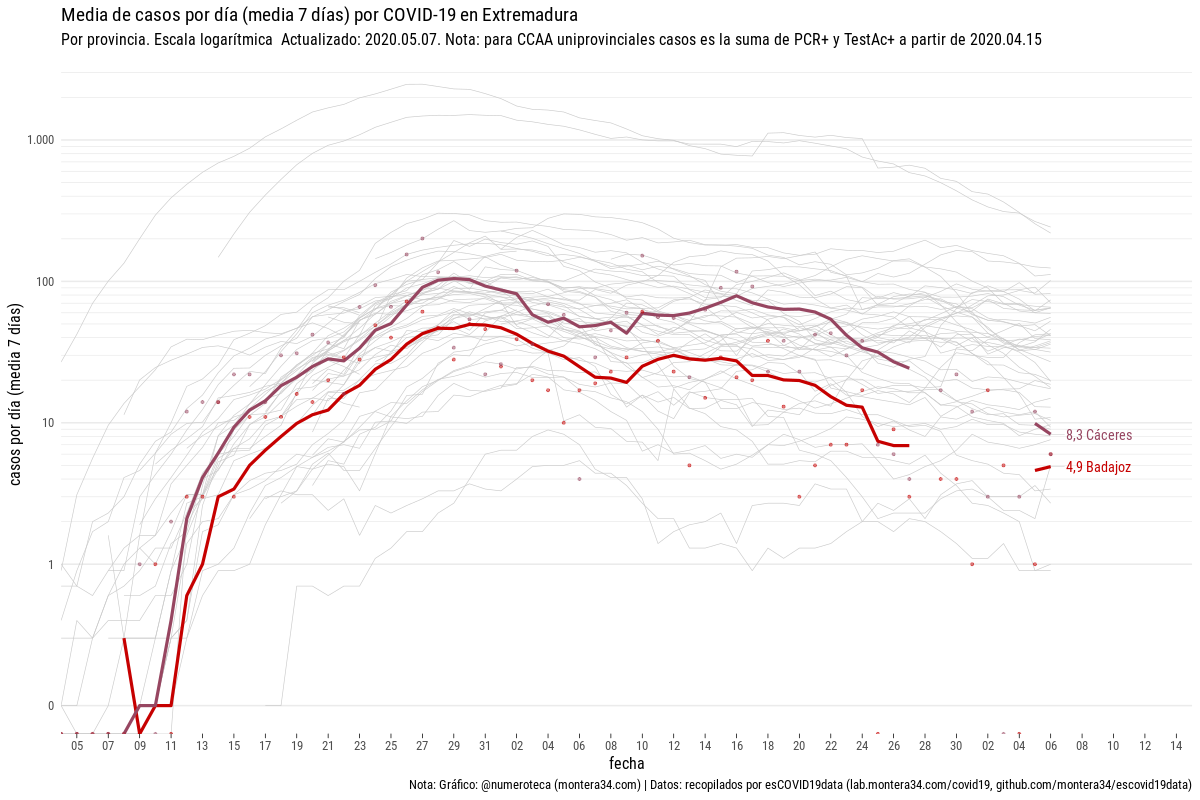 Media de casos por día (media 7 días) por COVID-19 en Extremadura
Por provincia. Escala logarítmica  Actualizado: 2020.05.07. Nota: para CCAA uniprovinciales casos es la suma de PCR+ y TestAc+ a partir de 2020.04.15
casos por día (media 7 días)
1.000
100
10
1
0
8,3 Cáceres
4,9 Badajoz
05 07 09 11 13 15 17 19 21 23 25 27 29 31 02 04 06 08 10 12 14 16 18 20 22 24 26 28 30 02 04 06 08 10 12 14
fecha
Nota: Gráfico: @numeroteca (montera34.com) | Datos: recopilados por esCOVID19data (lab.montera34.com/covid19, github.com/montera34/escovid19data)